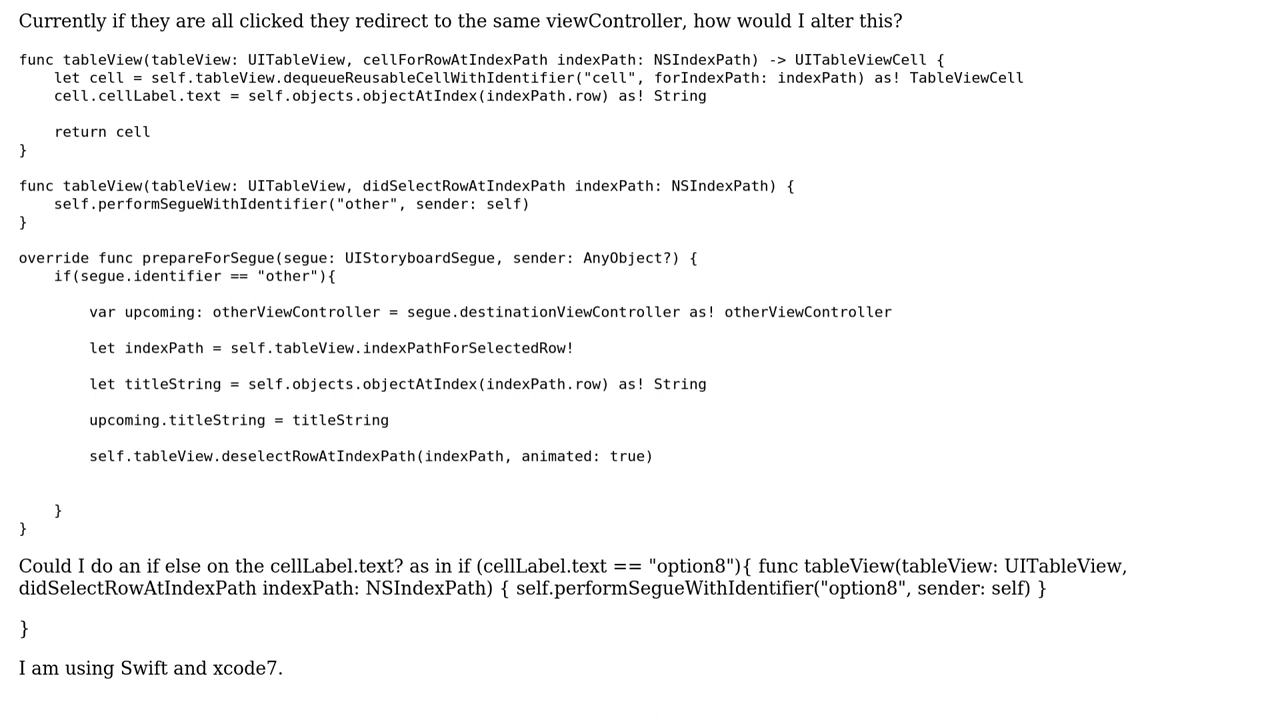 Currently if they are all clicked they redirect to the same viewController, how would I alter this?
func tableView(tableView: UITableView, cellForRowAtIndexPath indexPath: NSIndexPath) -> UITableViewCell {
    let cell = self.tableView.dequeueReusableCellWithIdentifier("cell", forIndexPath: indexPath) as! TableViewCell
    cell.cellLabel.text = self.objects.objectAtIndex(indexPath.row) as! String
    return cell
}
func tableView(tableView: UITableView, didSelectRowAtIndexPath indexPath: NSIndexPath) {
    self.performSegueWithIdentifier("other", sender: self)
}
override func prepareForSegue(segue: UIStoryboardSegue, sender: AnyObject?) {
    if(segue.identifier == "other"){
        var upcoming: otherViewController = segue.destinationViewController as! otherViewController
        let indexPath = self.tableView.indexPathForSelectedRow!
        let titleString = self.objects.objectAtIndex(indexPath.row) as! String
        upcoming.titleString = titleString
        self.tableView.deselectRowAtIndexPath(indexPath, animated: true)
    }
}
Could I do an if else on the cellLabel.text? as in if (cellLabel.text == "option8"){ func tableView(tableView: UITableView,
didSelectRowAtIndexPath indexPath: NSIndexPath) { self.performSegueWithIdentifier("option8", sender: self) }
}
I am using Swift and xcode7.